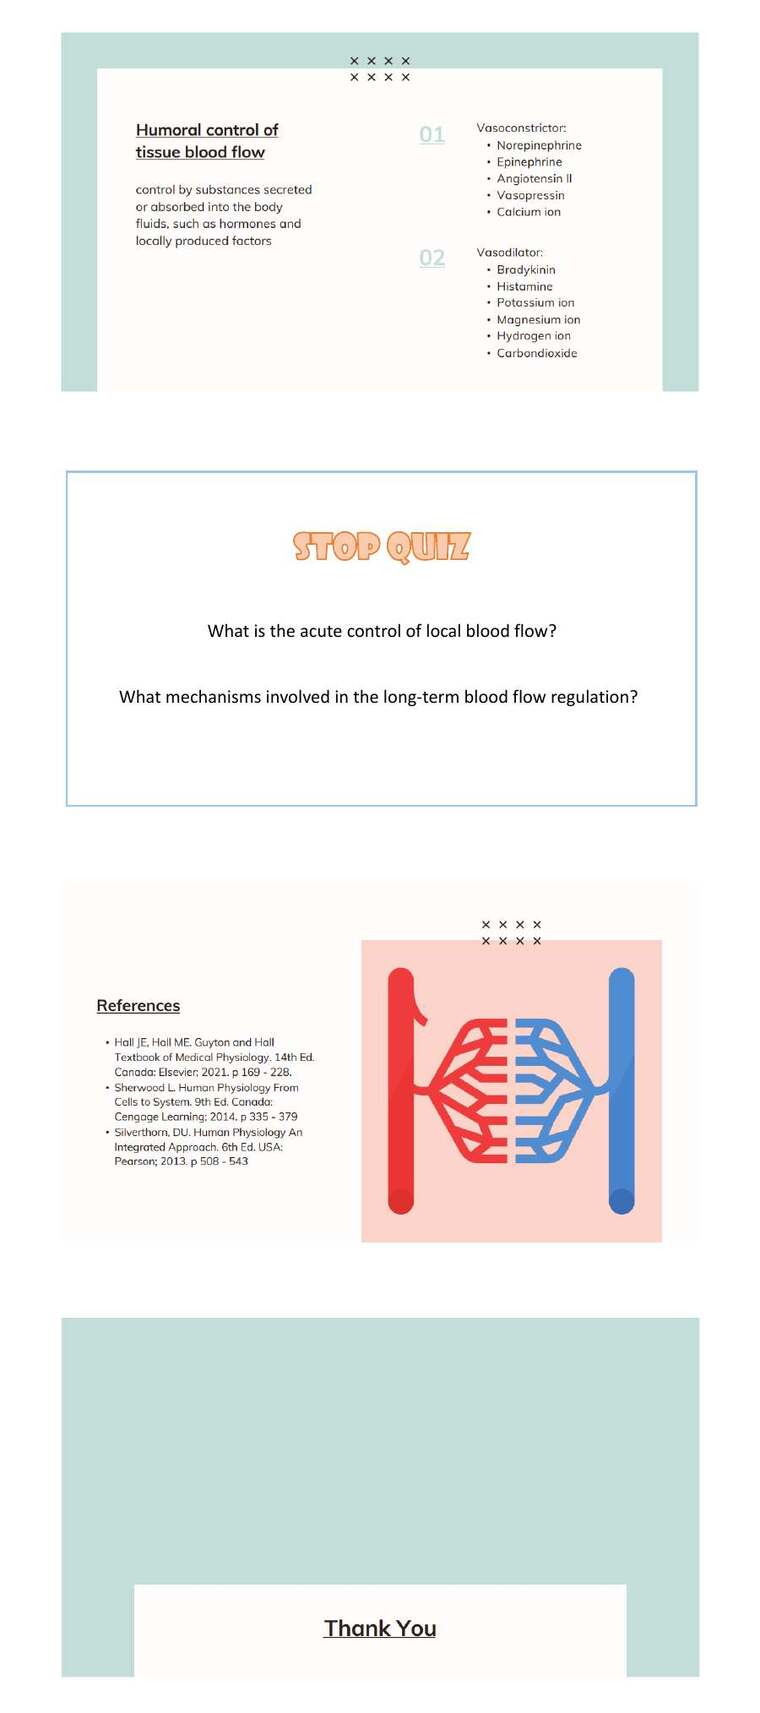 × × × ×
× × × ×
Humoral control of
tissue blood flow
control by substances secreted
or absorbed into the body
fluids, such as hormones and
locally produced factors
01
Vasoconstrictor:
• Norepinephrine
• Epinephrine
• Angiotensin II
• Vasopressin
• Calcium ion
02
Vasodilator:
• Bradykinin
• Histamine
• Potassium ion
• Magnesium ion
• Hydrogen ion
• Carbondioxide
STOP QUIZ
What is the acute control of local blood flow?
What mechanisms involved in the long-term blood flow regulation?
× × × ×
× × × ×
References
• Hall JE, Hall ME. Guyton and Hall
Textbook of Medical Physiology. 14th Ed.
Canada: Elsevier; 2021. p 169 - 228.
• Sherwood L. Human Physiology From
Cells to System. 9th Ed. Canada:
Cengage Learning; 2014. p 335 - 379
• Silverthorn, DU. Human Physiology An
Integrated Approach. 6th Ed. USA:
Pearson; 2013. p 508 - 543
Thank You